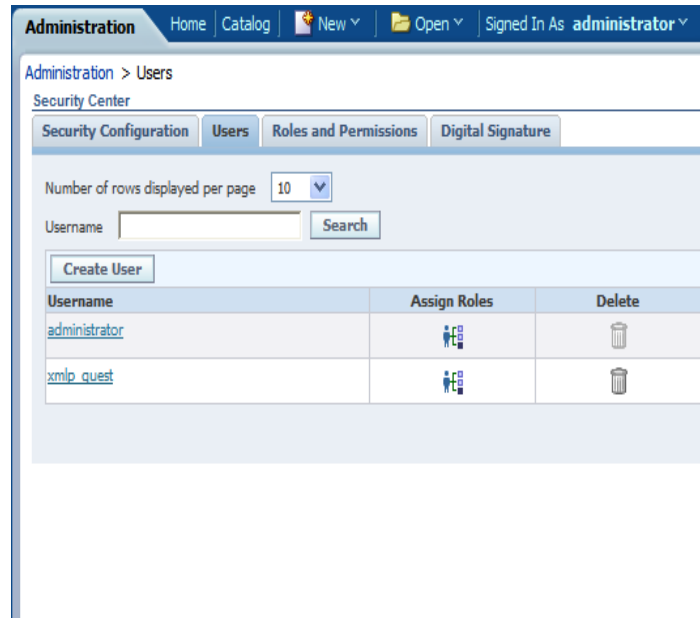 Administration Home Catalog New Open Signed In As administrator
Administration > Users
Security Center
Security Configuration Users Roles and Permissions Digital Signature
Number of rows displayed per page 10
Username Search
Create User
Username Assign Roles Delete
administrator
xmlp_guest